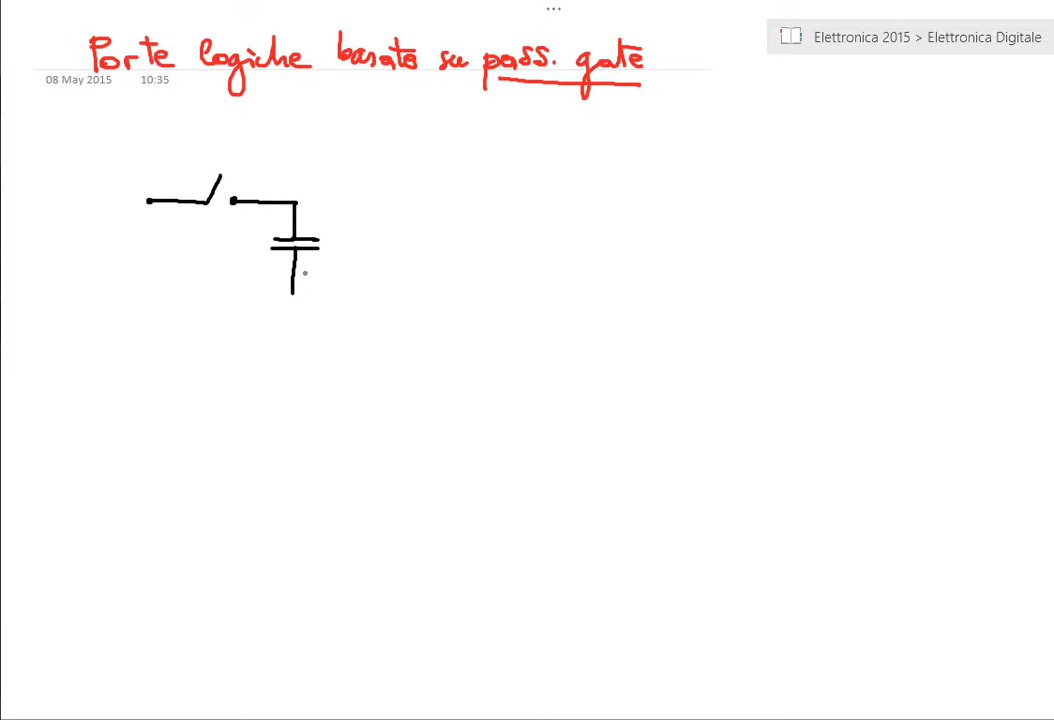 Elettronica 2015 > Elettronica Digitale
Porte logiche basate su pass. gate
08 May 2015 10:35